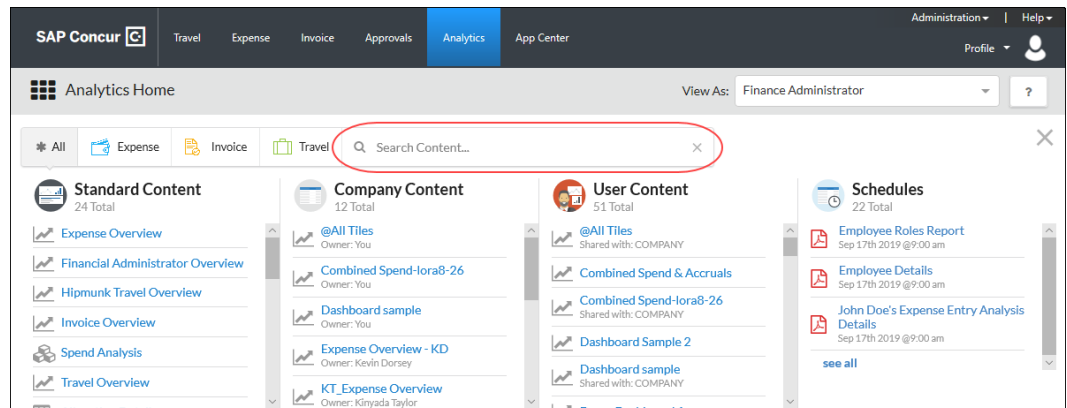 Administration Help
SAP Concur C
Travel Expense Invoice Approvals Analytics App Center
Profile
Analytics Home
View As: Finance Administrator ?
All Expense Invoice Travel Search Content...
Standard Content
24 Total
Expense Overview
Financial Administrator Overview
Hipmunk Travel Overview
Invoice Overview
Spend Analysis
Travel Overview
Company Content
12 Total
@All Tiles
Owner: You
Combined Spend-lora8-26
Owner: You
Dashboard sample
Owner: You
Expense Overview - KD
Owner: Kevin Dorsey
KT_Expense Overview
Owner: Kinyada Taylor
User Content
51 Total
@All Tiles
Shared with: COMPANY
Combined Spend & Accruals
Combined Spend-lora8-26
Shared with: COMPANY
Dashboard Sample 2
Dashboard sample
Shared with: COMPANY
Schedules
22 Total
Employee Roles Report
Sep 17th 2019 @9:00 am
Employee Details
Sep 17th 2019 @9:00 am
John Doe's Expense Entry Analysis
Details
Sep 17th 2019 @9:00 am
see all